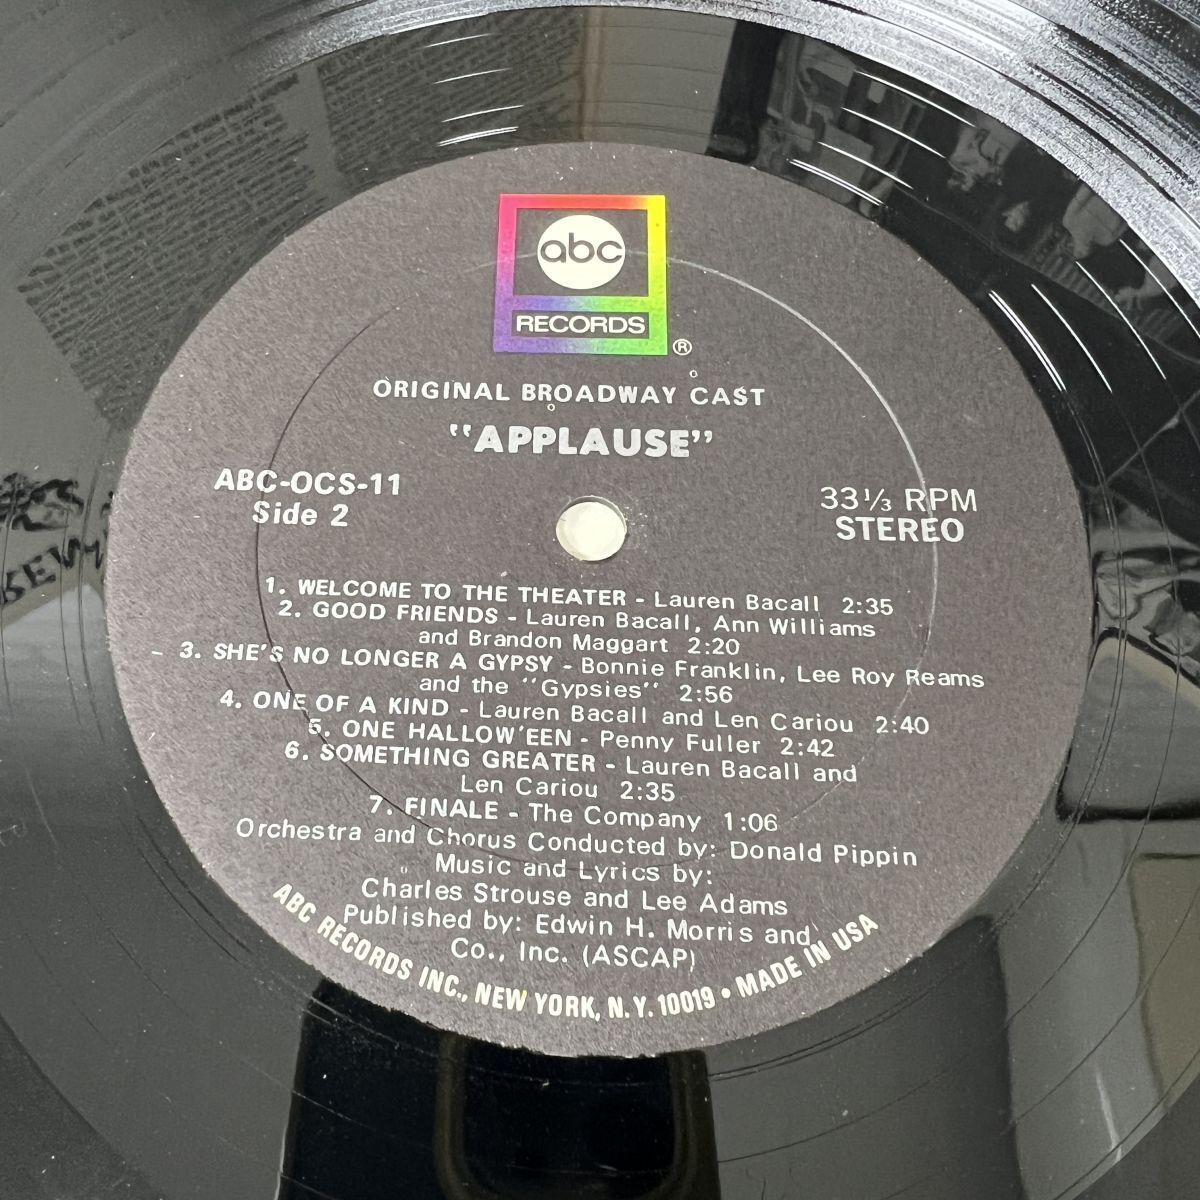 abc
RECORDS
®
ORIGINAL BROADWAY CAST
"APPLAUSE"
ABC-OCS-11
Side 2
33⅓ RPM
STEREO
1. WELCOME TO THE THEATER - Lauren Bacall 2:35
2. GOOD FRIENDS - Lauren Bacall, Ann Williams
and Brandon Maggart 2:20
3. SHE'S NO LONGER A GYPSY - Bonnie Franklin, Lee Roy Reams
and the "Gypsies" 2:56
4. ONE OF A KIND - Lauren Bacall and Len Cariou 2:40
5. ONE HALLOW'EEN - Penny Fuller 2:42
6. SOMETHING GREATER - Lauren Bacall and
Len Cariou 2:35
7. FINALE - The Company 1:06
Orchestra and Chorus Conducted by: Donald Pippin
Music and Lyrics by:
Charles Strouse and Lee Adams
Published by: Edwin H. Morris and
Co., Inc. (ASCAP)
ABC RECORDS INC., NEW YORK, N.Y. 10019 • MADE IN USA